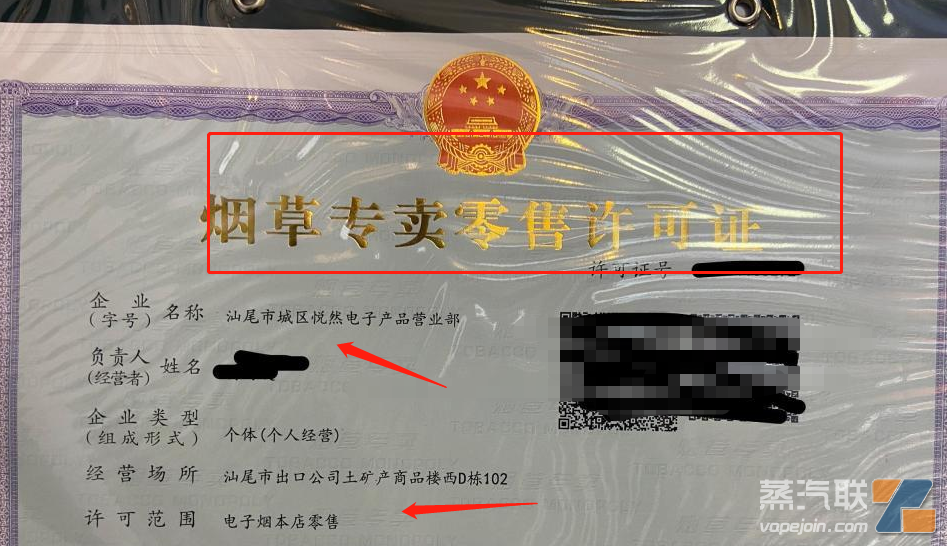 烟草专卖零售许可证
许可证号
企业(字号)名称 汕尾市城区悦然电子产品营业部
负责人(经营者)姓名
企业类型(组成形式) 个体(个人经营)
经营场所 汕尾市出口公司土矿产商品楼西D栋102
许可范围 电子烟本店零售
蒸汽联
vapejoin.com